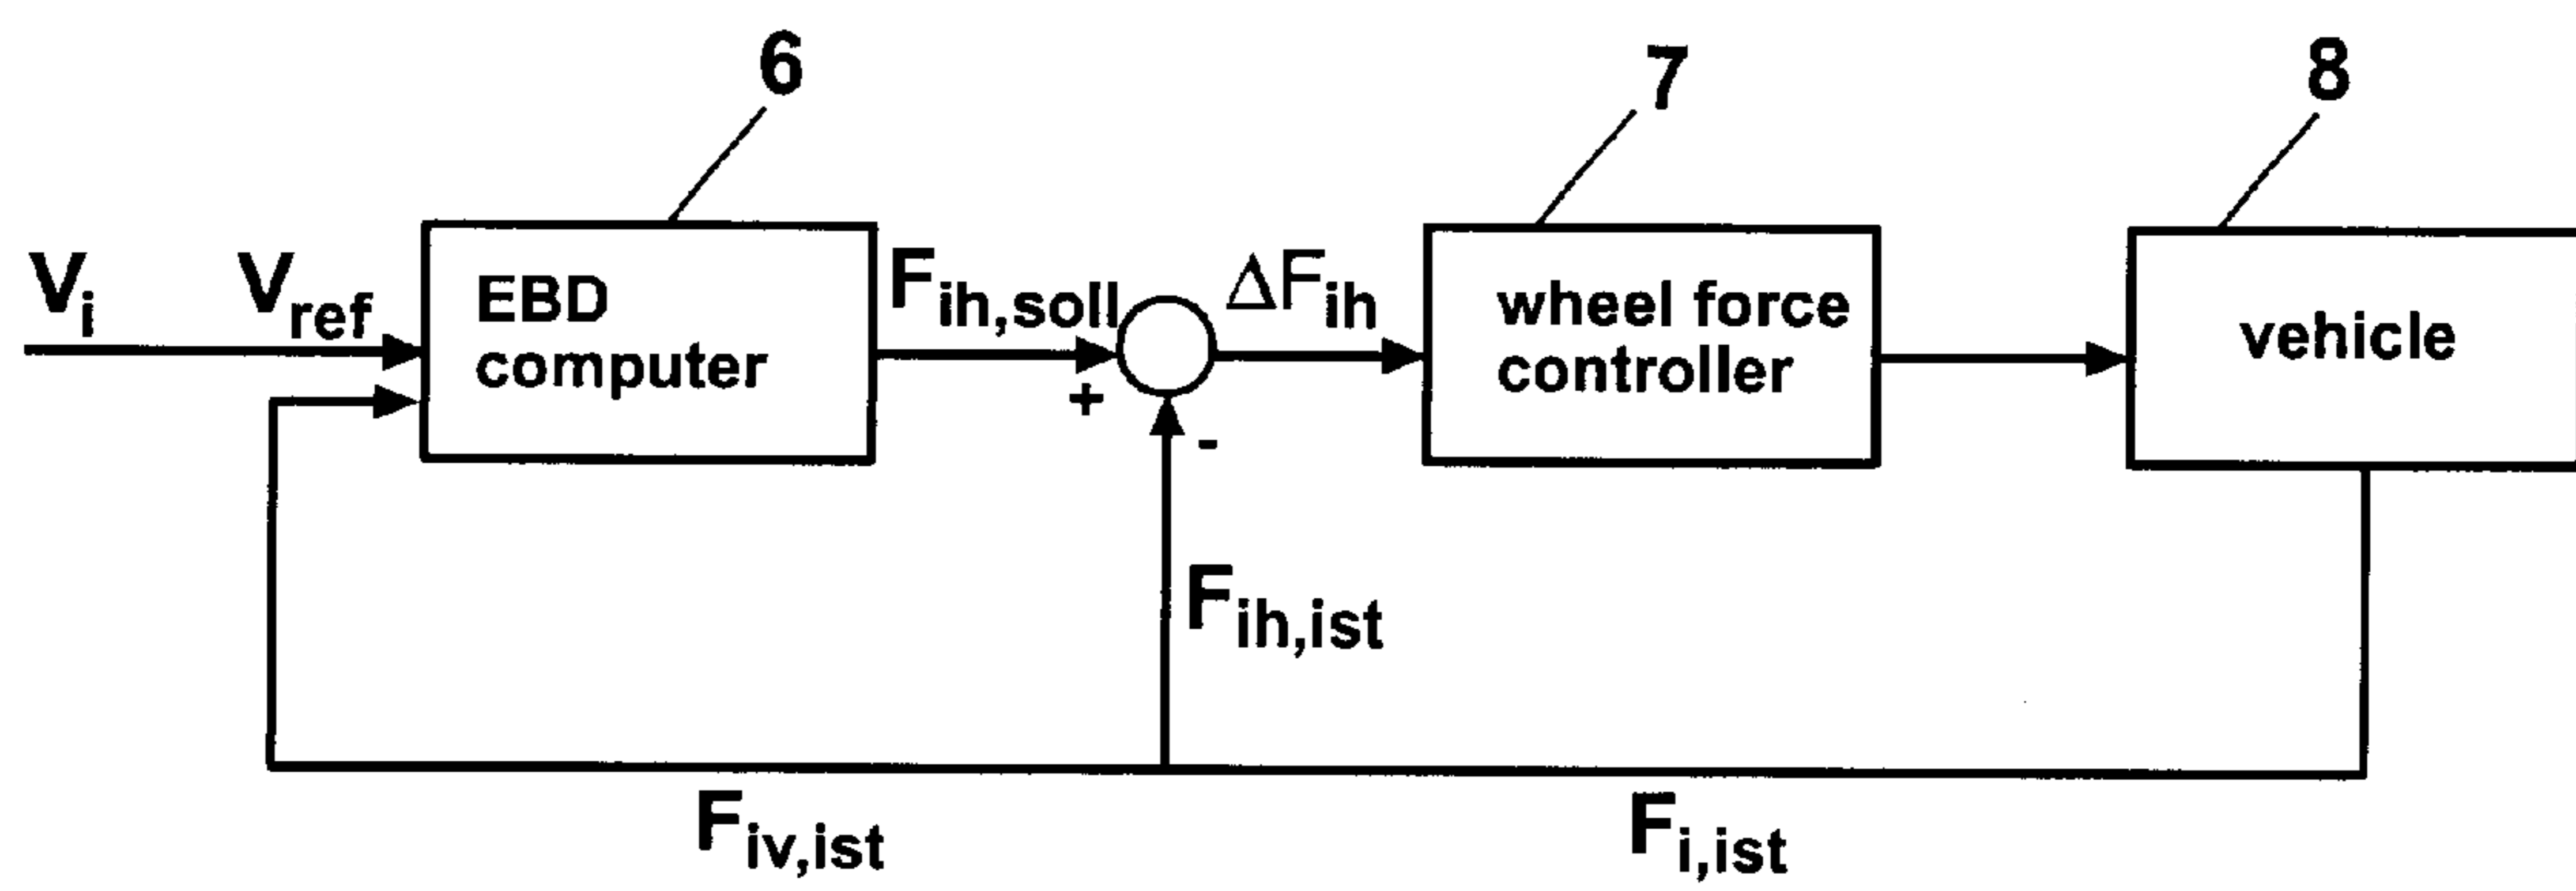 6
7
8
Vi
Vref
EBD
computer
Fih,soll
+
-
ΔFih
wheel force
controller
vehicle
Fih,ist
Fiv,ist
Fi,ist